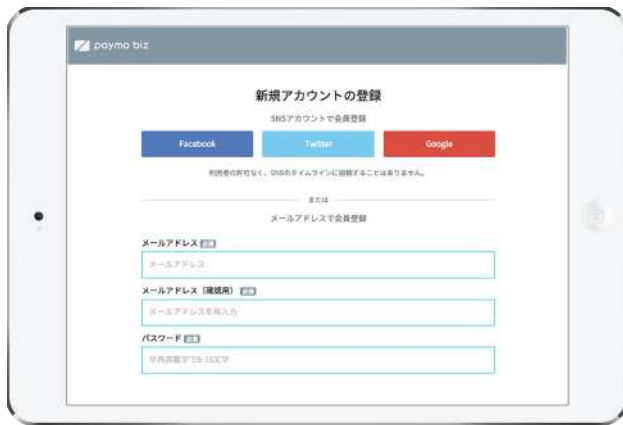 paymo biz
新規アカウントの登録
SNSアカウントで会員登録
Facebook
Twitter
Google
利用者の許可なく、SNSのタイムラインに投稿することはありません。
または
メールアドレスで会員登録
メールアドレス 必須
メールアドレス
メールアドレス（確認用） 必須
メールアドレスを再入力
パスワード 必須
半角英数字で8-16文字